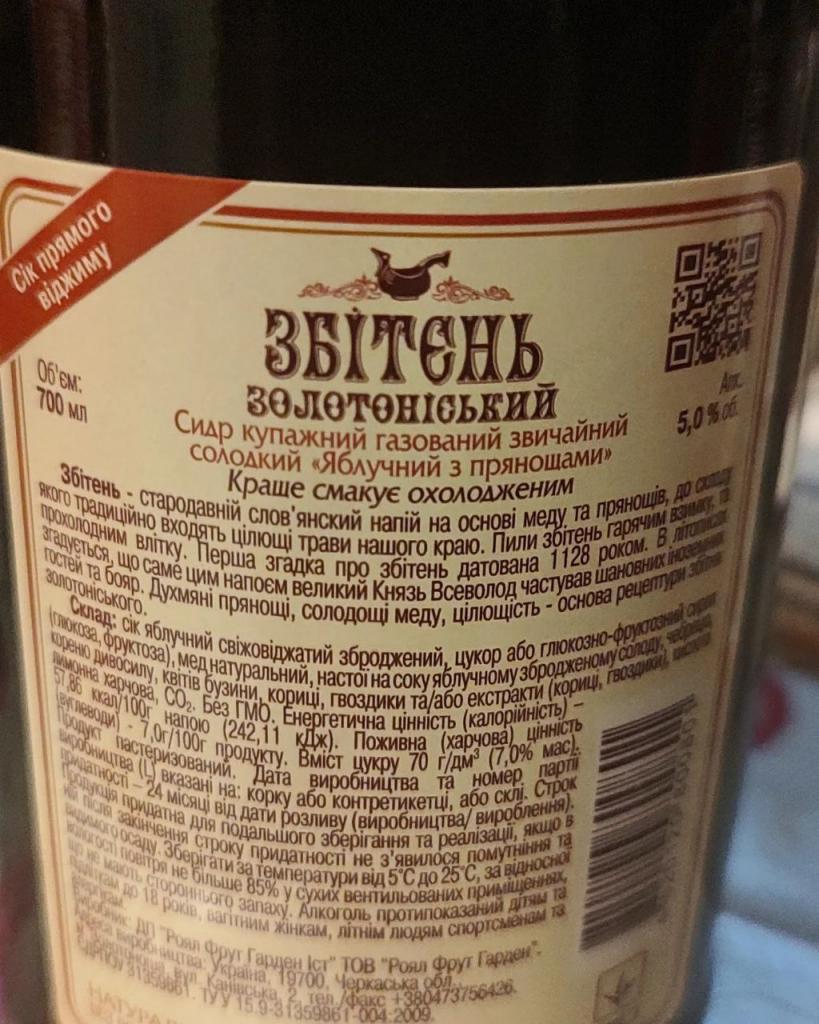 Сік прямого
віджиму
ЗБІТЕНЬ
ЗОЛОТОНІСЬКИЙ
Об'єм:
700 мл
Алк.
5,0 % об.
Сидр купажний газований звичайний
солодкий «Яблучний з прянощами»
Краще смакує охолодженим
Збітень - стародавній слов’янский напій на основі меду та прянощів, до складу
якого традиційно входять цілющі трави нашого краю. Пили збітень гарячим взимку, та
прохолодним влітку. Перша згадка про збітень датована 1128 роком. В літописах
згадується, що саме цим напоєм великий Князь Всеволод частував шановних іноземних
гостей та бояр. Духмяні прянощі, солодощі меду, цілющість - основа рецептури збітня
золотоніського.
Склад: сік яблучний свіжовіджатий зброджений, цукор або глюкозно-фруктозний сироп
(глюкоза, фруктоза), мед натуральний, настої на соку яблучному збродженому солоду, чебрецю,
кореню дивосилу, квітів бузини, кориці, гвоздики та/або екстракти (кориці, гвоздики), кислота
лимонна харчова, CO₂. Без ГМО. Енергетична цінність (калорійність) –
57,86 ккал/100г напою (242,11 кДж). Поживна (харчова) цінність
(вуглеводи) - 7,0г/100г продукту. Вміст цукру 70 г/дм³ (7,0% мас).
Продукт пастеризований. Дата виробництва та номер партії
виробництва (L) вказані на: корку або контретикетці, або склі. Строк
придатності – 24 місяці від дати розливу (виробництва/ вироблення).
Продукція придатна для подальшого зберігання та реалізації, якщо в
ній після закінчення строку придатності не з’явилося помутніння та
видимого осаду. Зберігати за температури від 5°С до 25°С, за відносної
вологості повітря не більше 85% у сухих вентильованих приміщеннях,
що не мають стороннього запаху. Алкоголь протипоказаний дітям та
підліткам до 18 років, вагітним жінкам, літнім людям спортсменам та
Виробник: ДП "Роял Фрут Гарден Іст" ТОВ "Роял Фрут Гарден".
Адреса виробництва: Україна, 19700, Черкаська обл.,
вул. Канівська, 2, тел./факс +380473756426.
ЄДРПОУ 31359861. ТУ У 15.9-31359861-004:2009.